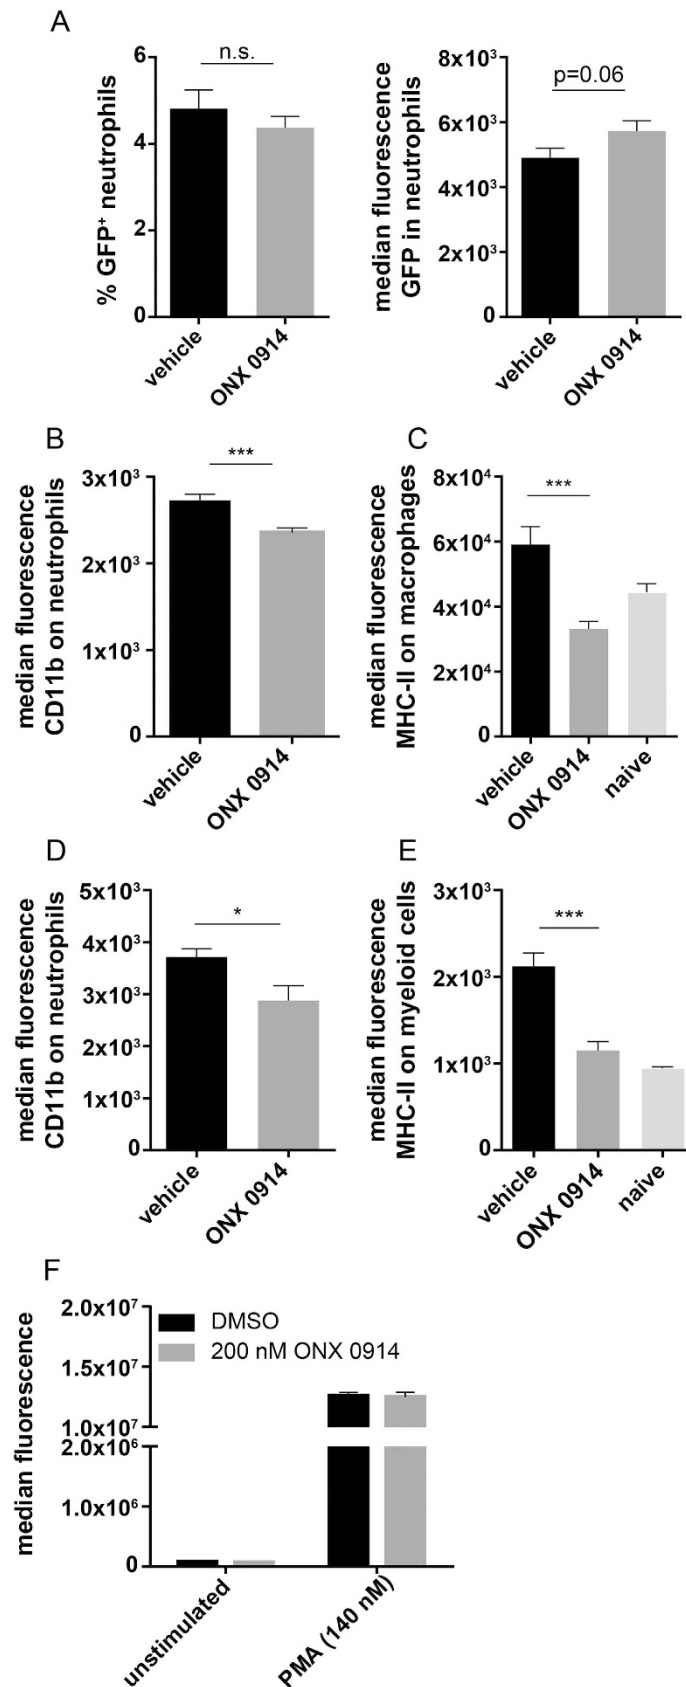 A
% GFP⁺ neutrophils
6
4
2
0
n.s.
vehicle
ONX 0914
median fluorescence
GFP in neutrophils
8x10³
6x10³
4x10³
2x10³
0
p=0.06
vehicle
ONX 0914
B
median fluorescence
CD11b on neutrophils
3x10³
2x10³
1x10³
0
***
vehicle
ONX 0914
C
median fluorescence
MHC-II on macrophages
8x10⁴
6x10⁴
4x10⁴
2x10⁴
0
***
vehicle
ONX 0914
naive
D
median fluorescence
CD11b on neutrophils
5x10³
4x10³
3x10³
2x10³
1x10³
0
*
vehicle
ONX 0914
E
median fluorescence
MHC-II on myeloid cells
3x10³
2x10³
1x10³
0
***
vehicle
ONX 0914
naive
F
median fluorescence
2.0x10⁷
1.5x10⁷
1.0x10⁷
2.0x10⁶
1.0x10⁶
0
DMSO
200 nM ONX 0914
unstimulated
PMA (140 nM)